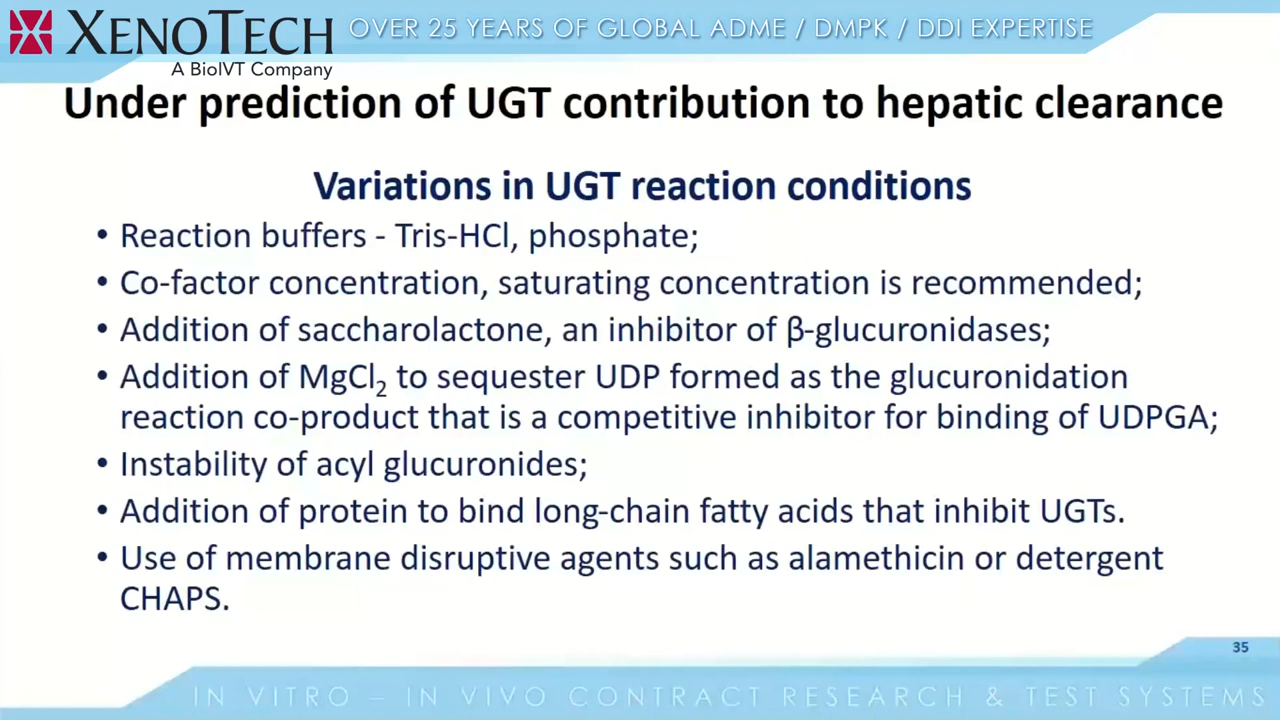 XENOTECH
A BioIVT Company
OVER 25 YEARS OF GLOBAL ADME / DMPK / DDI EXPERTISE
Under prediction of UGT contribution to hepatic clearance
Variations in UGT reaction conditions
• Reaction buffers - Tris-HCl, phosphate;
• Co-factor concentration, saturating concentration is recommended;
• Addition of saccharolactone, an inhibitor of β-glucuronidases;
• Addition of MgCl₂ to sequester UDP formed as the glucuronidation
reaction co-product that is a competitive inhibitor for binding of UDPGA;
• Instability of acyl glucuronides;
• Addition of protein to bind long-chain fatty acids that inhibit UGTs.
• Use of membrane disruptive agents such as alamethicin or detergent
CHAPS.
35
IN VITRO – IN VIVO CONTRACT RESEARCH & TEST SYSTEMS